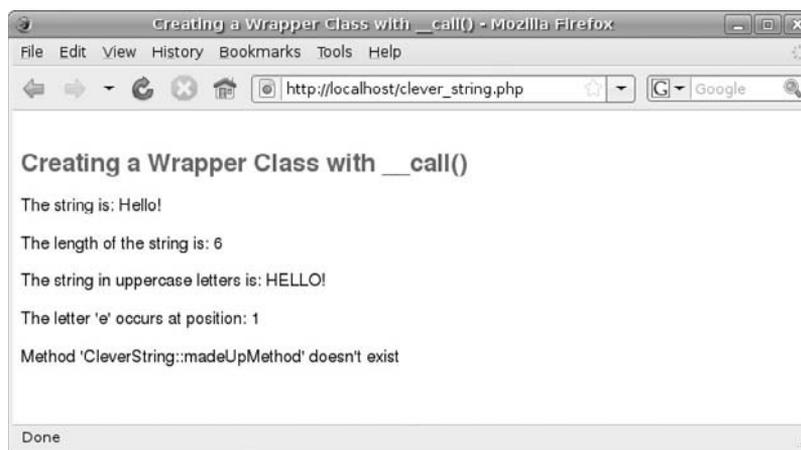 Creating a Wrapper Class with __call() - Mozilla Firefox
File Edit View History Bookmarks Tools Help
http://localhost/clever_string.php G Google
Creating a Wrapper Class with __call()
The string is: Hello!
The length of the string is: 6
The string in uppercase letters is: HELLO!
The letter 'e' occurs at position: 1
Method 'CleverString::madeUpMethod' doesn't exist
Done